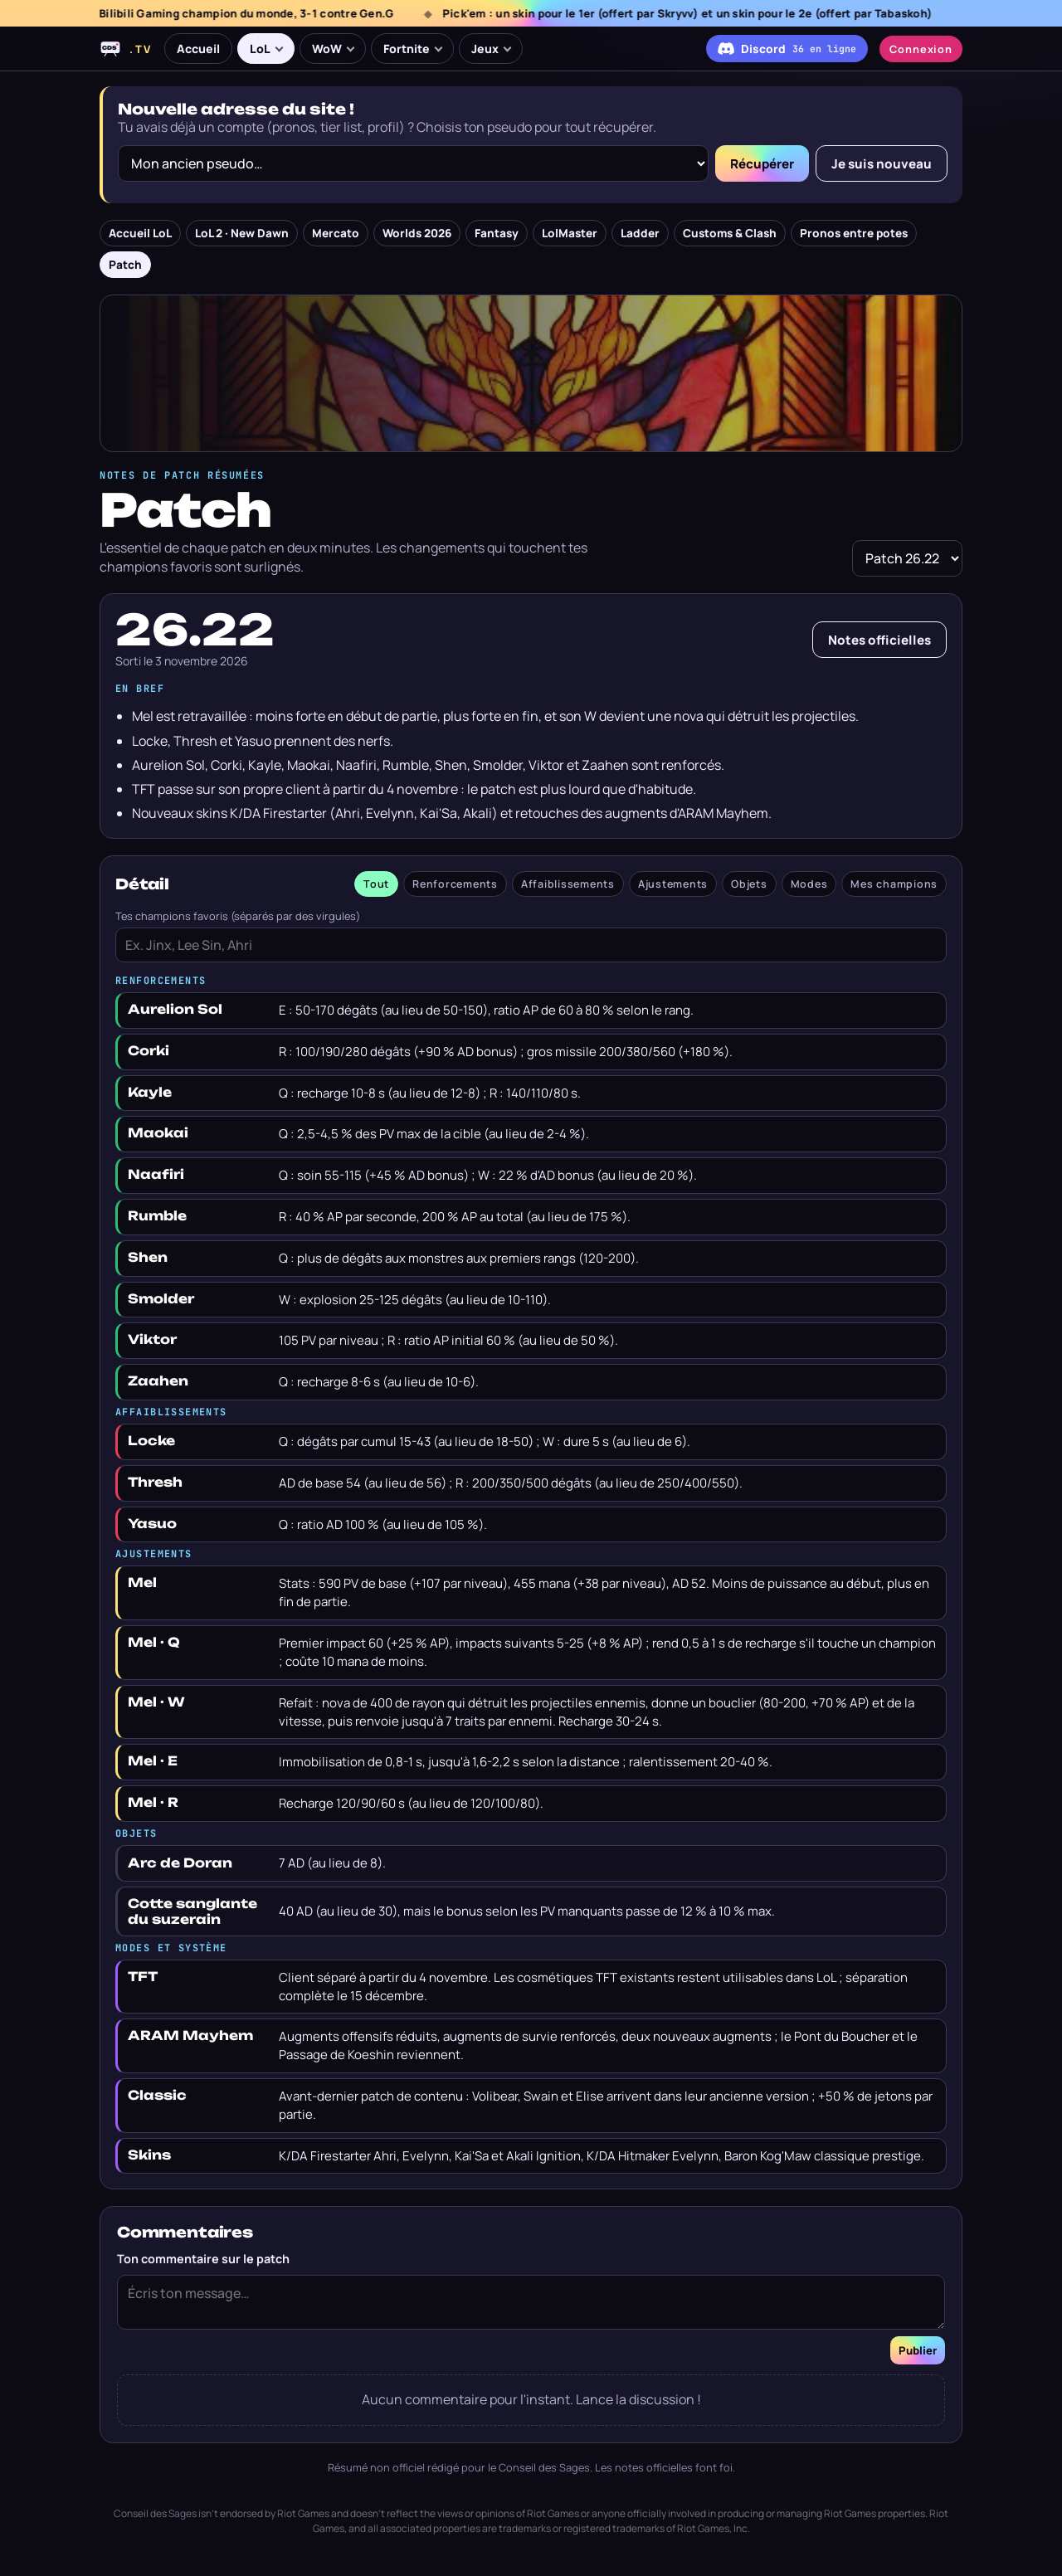 Bilibili Gaming champion du monde, 3-1 contre Gen.G ◆ Pick'em : un skin pour le 1er (offert par Skryvv) et un skin pour le 2e (offert par Tabaskoh)
GDS .TV Accueil LoL WoW Fortnite Jeux Discord 36 en ligne Connexion
Nouvelle adresse du site !
Tu avais déjà un compte (pronos, tier list, profil) ? Choisis ton pseudo pour tout récupérer.
Mon ancien pseudo… Récupérer Je suis nouveau
Accueil LoL LoL 2 · New Dawn Mercato Worlds 2026 Fantasy LolMaster Ladder Customs & Clash Pronos entre potes
Patch
NOTES DE PATCH RÉSUMÉES
Patch
L'essentiel de chaque patch en deux minutes. Les changements qui touchent tes
champions favoris sont surlignés.
Patch 26.22
26.22
Sorti le 3 novembre 2026
Notes officielles
EN BREF
• Mel est retravaillée : moins forte en début de partie, plus forte en fin, et son W devient une nova qui détruit les projectiles.
• Locke, Thresh et Yasuo prennent des nerfs.
• Aurelion Sol, Corki, Kayle, Maokai, Naafiri, Rumble, Shen, Smolder, Viktor et Zaahen sont renforcés.
• TFT passe sur son propre client à partir du 4 novembre : le patch est plus lourd que d'habitude.
• Nouveaux skins K/DA Firestarter (Ahri, Evelynn, Kai'Sa, Akali) et retouches des augments d'ARAM Mayhem.
Détail Tout Renforcements Affaiblissements Ajustements Objets Modes Mes champions
Tes champions favoris (séparés par des virgules)
Ex. Jinx, Lee Sin, Ahri
RENFORCEMENTS
Aurelion Sol E : 50-170 dégâts (au lieu de 50-150), ratio AP de 60 à 80 % selon le rang.
Corki R : 100/190/280 dégâts (+90 % AD bonus) ; gros missile 200/380/560 (+180 %).
Kayle Q : recharge 10-8 s (au lieu de 12-8) ; R : 140/110/80 s.
Maokai Q : 2,5-4,5 % des PV max de la cible (au lieu de 2-4 %).
Naafiri Q : soin 55-115 (+45 % AD bonus) ; W : 22 % d'AD bonus (au lieu de 20 %).
Rumble R : 40 % AP par seconde, 200 % AP au total (au lieu de 175 %).
Shen Q : plus de dégâts aux monstres aux premiers rangs (120-200).
Smolder W : explosion 25-125 dégâts (au lieu de 10-110).
Viktor 105 PV par niveau ; R : ratio AP initial 60 % (au lieu de 50 %).
Zaahen Q : recharge 8-6 s (au lieu de 10-6).
AFFAIBLISSEMENTS
Locke Q : dégâts par cumul 15-43 (au lieu de 18-50) ; W : dure 5 s (au lieu de 6).
Thresh AD de base 54 (au lieu de 56) ; R : 200/350/500 dégâts (au lieu de 250/400/550).
Yasuo Q : ratio AD 100 % (au lieu de 105 %).
AJUSTEMENTS
Mel Stats : 590 PV de base (+107 par niveau), 455 mana (+38 par niveau), AD 52. Moins de puissance au début, plus en
fin de partie.
Mel · Q Premier impact 60 (+25 % AP), impacts suivants 5-25 (+8 % AP) ; rend 0,5 à 1 s de recharge s'il touche un champion
; coûte 10 mana de moins.
Mel · W Refait : nova de 400 de rayon qui détruit les projectiles ennemis, donne un bouclier (80-200, +70 % AP) et de la
vitesse, puis renvoie jusqu'à 7 traits par ennemi. Recharge 30-24 s.
Mel · E Immobilisation de 0,8-1 s, jusqu'à 1,6-2,2 s selon la distance ; ralentissement 20-40 %.
Mel · R Recharge 120/90/60 s (au lieu de 120/100/80).
OBJETS
Arc de Doran 7 AD (au lieu de 8).
Cotte sanglante
du suzerain
40 AD (au lieu de 30), mais le bonus selon les PV manquants passe de 12 % à 10 % max.
MODES ET SYSTÈME
TFT Client séparé à partir du 4 novembre. Les cosmétiques TFT existants restent utilisables dans LoL ; séparation
complète le 15 décembre.
ARAM Mayhem Augments offensifs réduits, augments de survie renforcés, deux nouveaux augments ; le Pont du Boucher et le
Passage de Koeshin reviennent.
Classic Avant-dernier patch de contenu : Volibear, Swain et Elise arrivent dans leur ancienne version ; +50 % de jetons par
partie.
Skins K/DA Firestarter Ahri, Evelynn, Kai'Sa et Akali Ignition, K/DA Hitmaker Evelynn, Baron Kog'Maw classique prestige.
Commentaires
Ton commentaire sur le patch
Écris ton message…
Publier
Aucun commentaire pour l'instant. Lance la discussion !
Résumé non officiel rédigé pour le Conseil des Sages. Les notes officielles font foi.
Conseil des Sages isn't endorsed by Riot Games and doesn't reflect the views or opinions of Riot Games or anyone officially involved in producing or managing Riot Games properties. Riot
Games, and all associated properties are trademarks or registered trademarks of Riot Games, Inc.